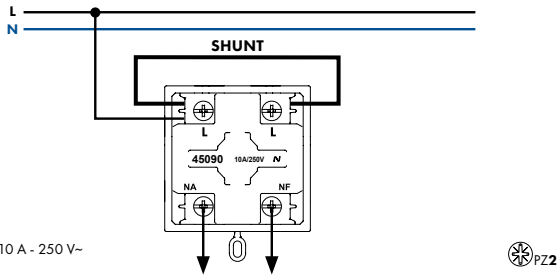 L
N
SHUNT
L L
45090 10A/250V N
NA NF
10 A - 250 V~
PZ2